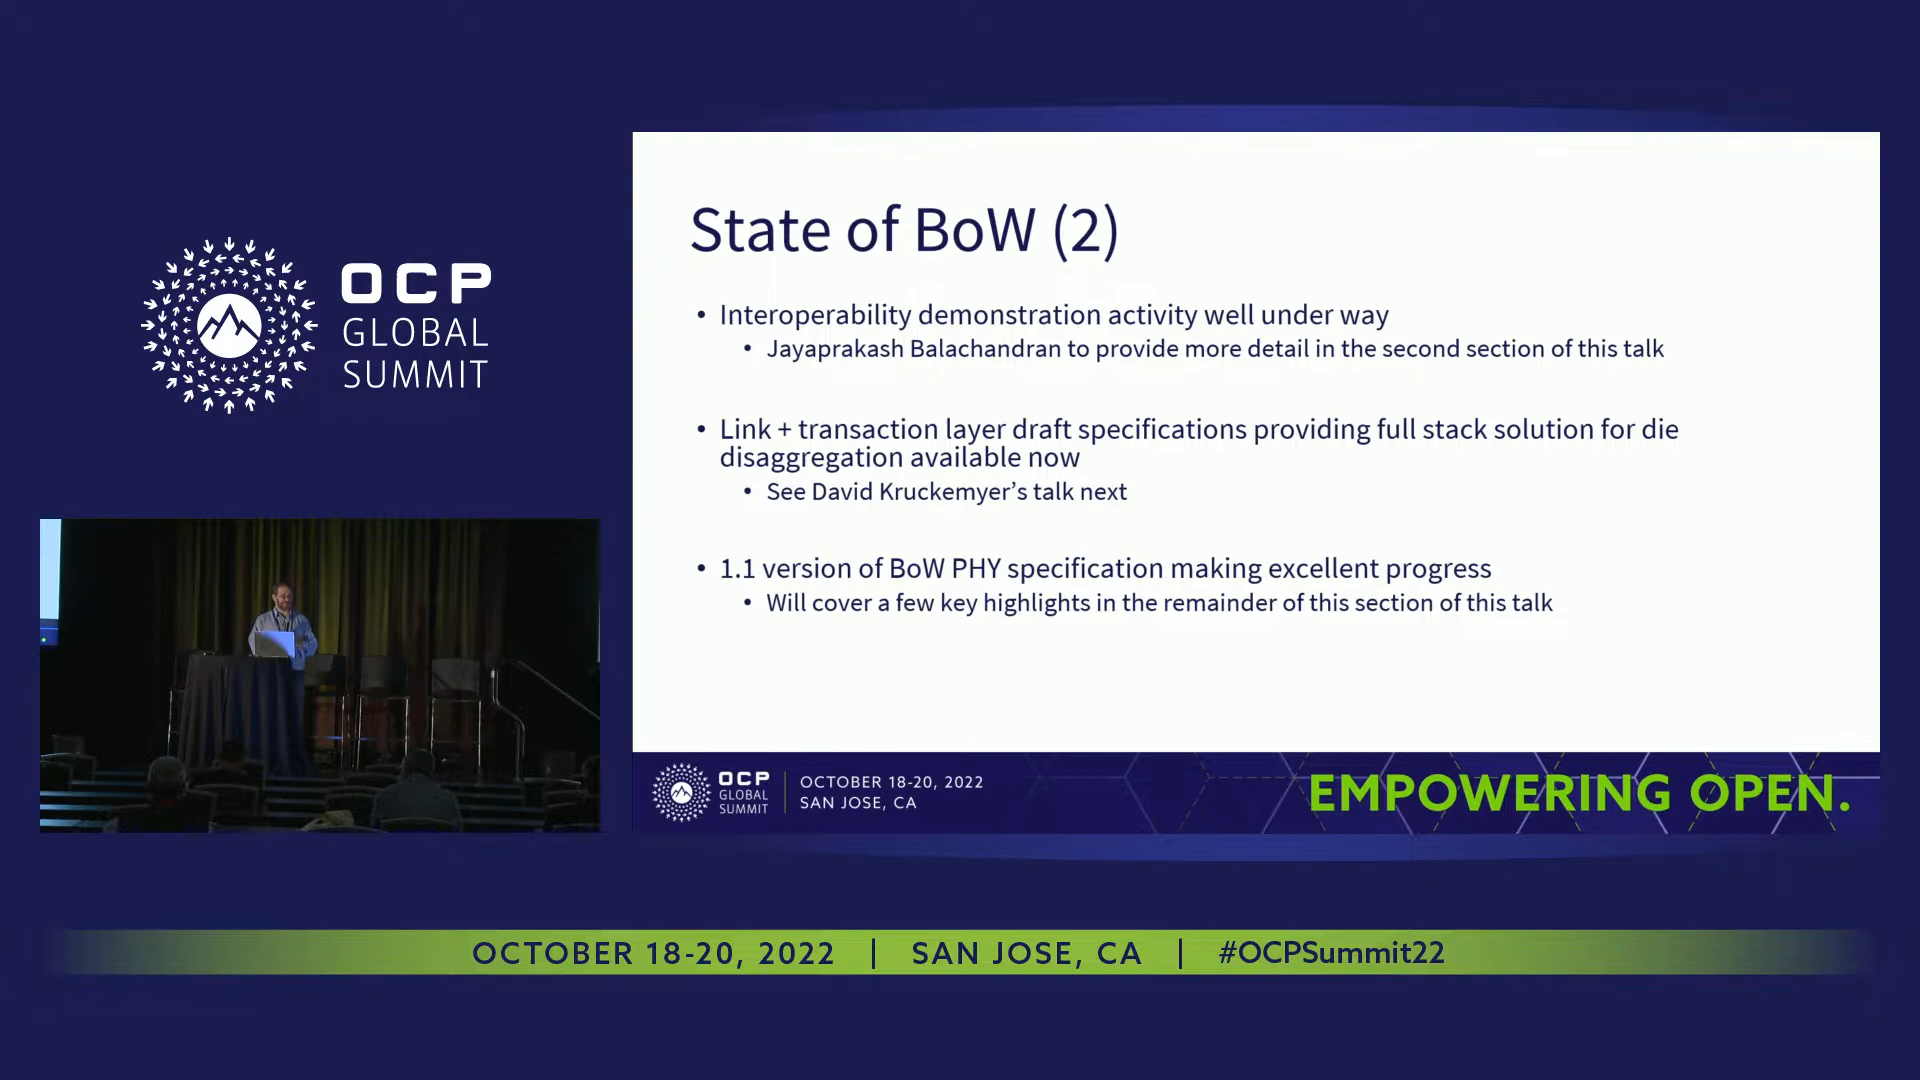 OCP
GLOBAL
SUMMIT
State of BoW (2)
• Interoperability demonstration activity well under way
• Jayaprakash Balachandran to provide more detail in the second section of this talk
• Link + transaction layer draft specifications providing full stack solution for die
disaggregation available now
• See David Kruckemyer’s talk next
• 1.1 version of BoW PHY specification making excellent progress
• Will cover a few key highlights in the remainder of this section of this talk
OCP
GLOBAL
SUMMIT
OCTOBER 18-20, 2022
SAN JOSE, CA
EMPOWERING OPEN.
OCTOBER 18-20, 2022 | SAN JOSE, CA | #OCPSummit22